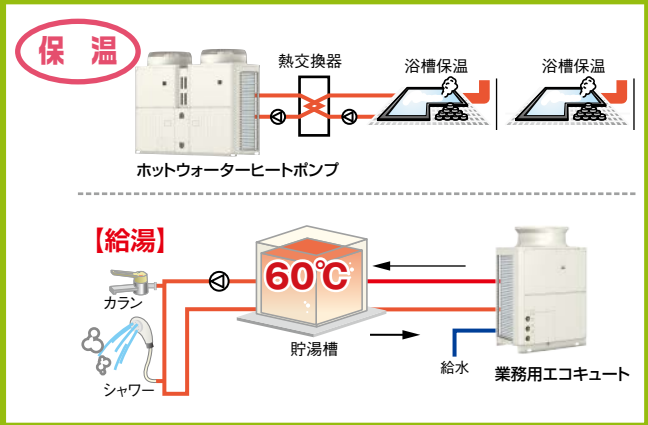 保温
熱交換器
浴槽保温
浴槽保温
ホットウォーターヒートポンプ
【給湯】
60℃
カラン
シャワー
貯湯槽
給水
業務用エコキュート